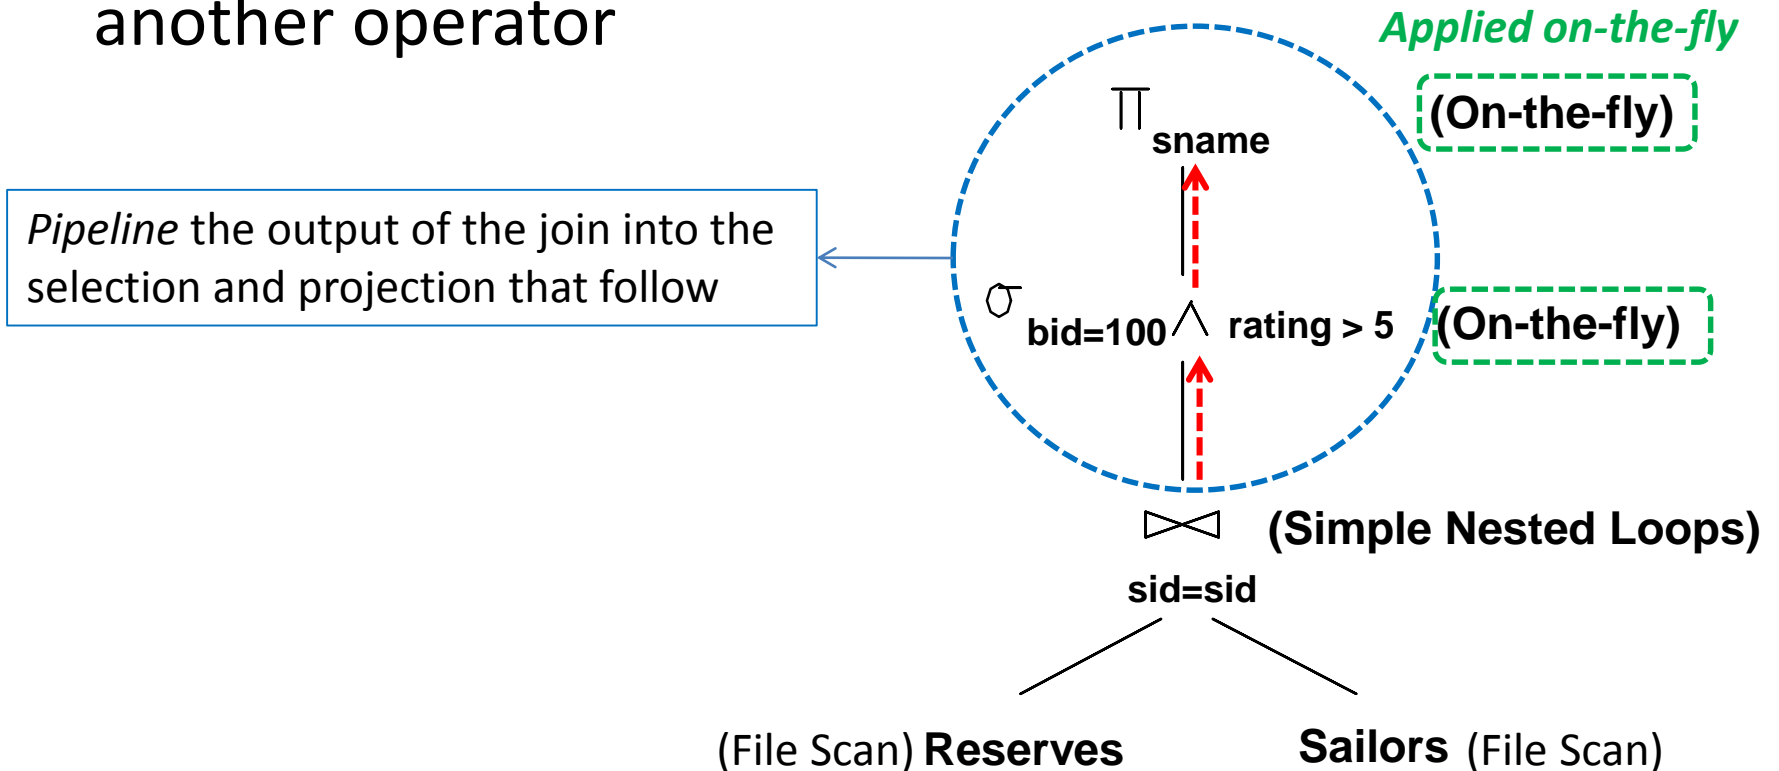 another operator
Applied on-the-fly
(On-the-fly)
∏ sname
Pipeline the output of the join into the
selection and projection that follow
σ bid=100 ∧ rating > 5 (On-the-fly)
⋈ (Simple Nested Loops)
sid=sid
(File Scan) Reserves Sailors (File Scan)